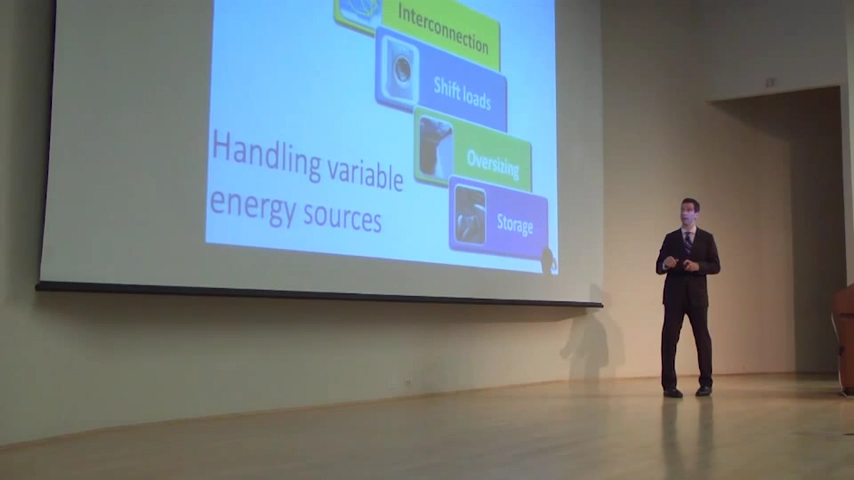 Interconnection
Shift loads
Oversizing
Storage
Handling variable
energy sources